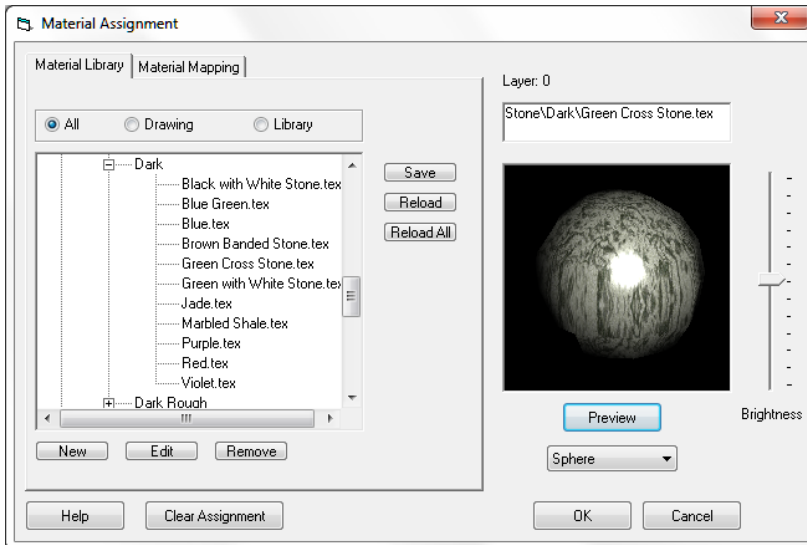 Material Assignment
Material Library
Material Mapping
All
Drawing
Library
Dark
Black with White Stone.tex
Blue Green.tex
Blue.tex
Brown Banded Stone.tex
Green Cross Stone.tex
Green with White Stone.tex
Jade.tex
Marbled Shale.tex
Purple.tex
Red.tex
Violet.tex
Dark Rough
Save
Reload
Reload All
New
Edit
Remove
Layer: 0
Stone\Dark\Green Cross Stone.tex
Preview
Brightness
Sphere
Help
Clear Assignment
OK
Cancel